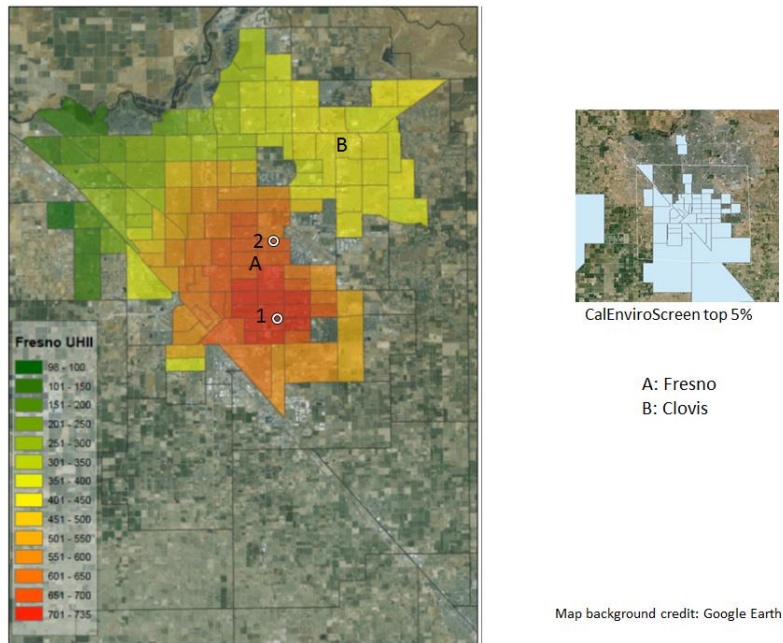 B
2
A
1
Fresno UHII
98 - 100
101 - 150
151 - 200
201 - 250
251 - 300
301 - 350
351 - 400
401 - 450
451 - 500
501 - 550
551 - 600
601 - 650
651 - 700
701 - 735
CalEnviroScreen top 5%
A: Fresno
B: Clovis
Map background credit: Google Earth